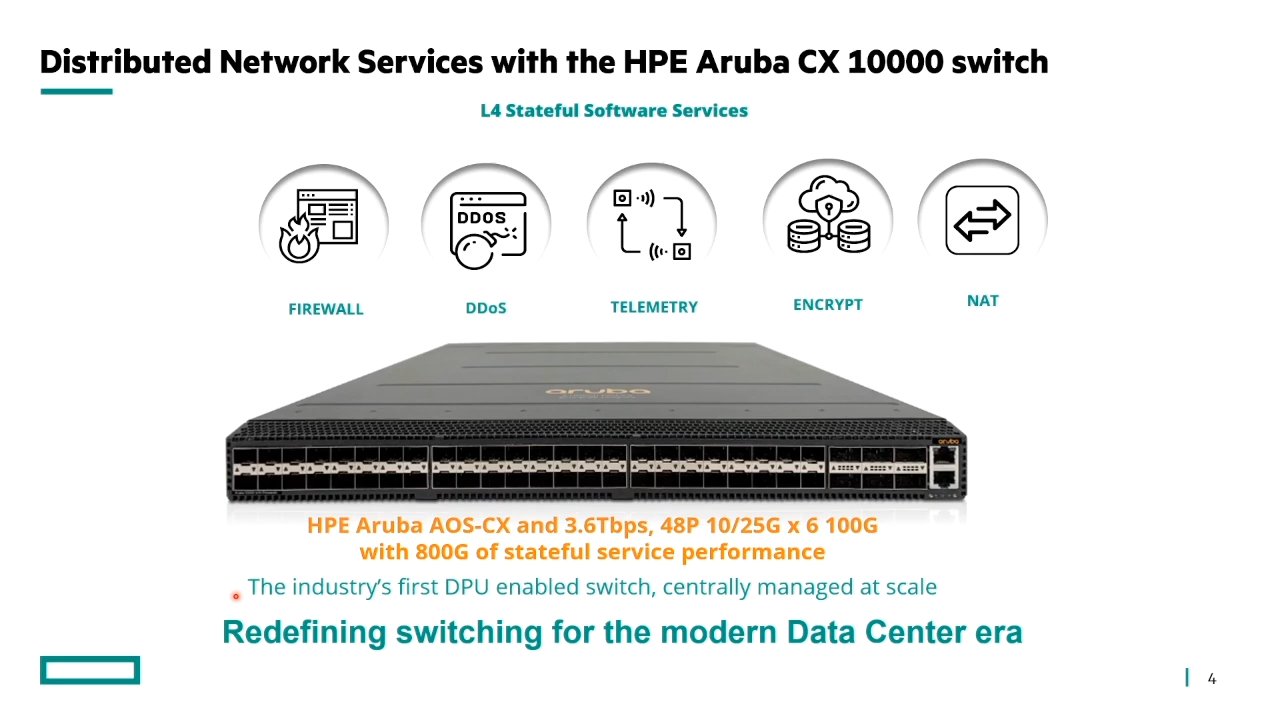 Distributed Network Services with the HPE Aruba CX 10000 switch
L4 Stateful Software Services
DDOS
FIREWALL
DDoS
TELEMETRY
ENCRYPT
NAT
aruba
aruba
HPE Aruba AOS-CX and 3.6Tbps, 48P 10/25G x 6 100G
with 800G of stateful service performance
The industry's first DPU enabled switch, centrally managed at scale
Redefining switching for the modern Data Center era
4